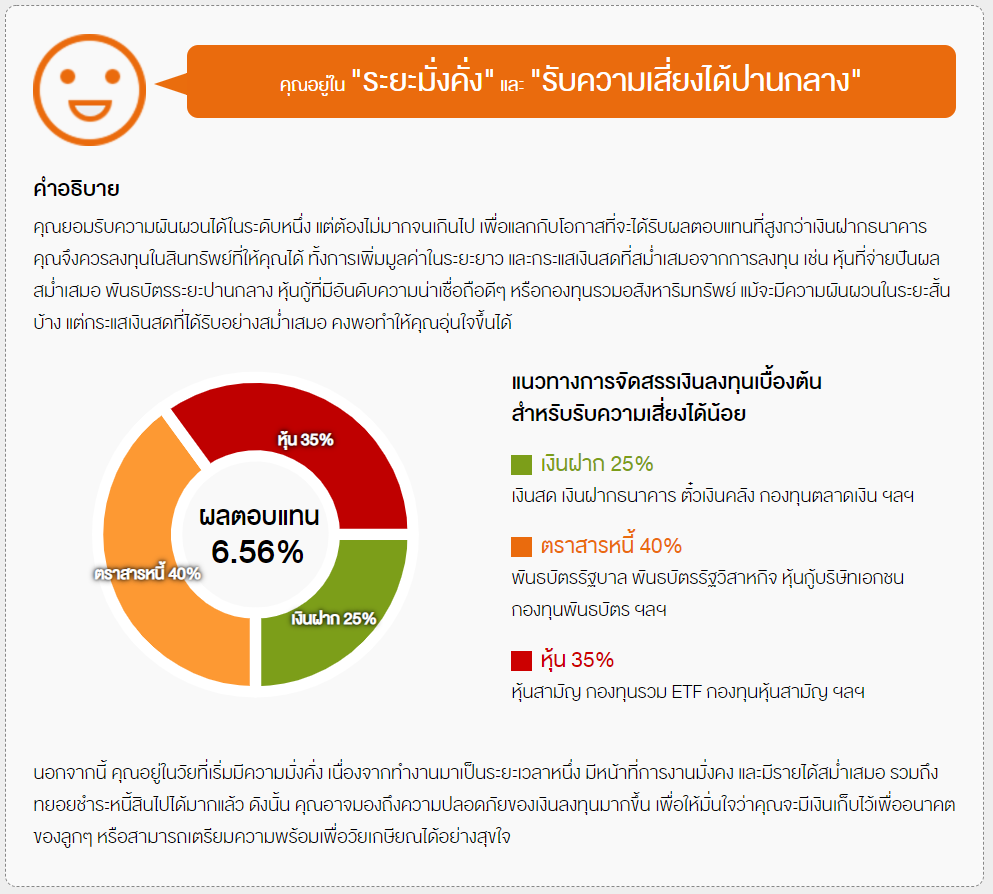 คุณอยู่ใน "ระยะมั่งคั่ง" และ "รับความเสี่ยงได้ปานกลาง"
คำอธิบาย
คุณยอมรับความผันผวนได้ในระดับหนึ่ง แต่ต้องไม่มากจนเกินไป เพื่อแลกกับโอกาสที่จะได้รับผลตอบแทนที่สูงกว่าเงินฝากธนาคาร
คุณจึงควรลงทุนในสินทรัพย์ที่ให้คุณได้ ทั้งการเพิ่มมูลค่าในระยะยาว และกระแสเงินสดที่สม่ำเสมอจากการลงทุน เช่น หุ้นที่จ่ายปันผล
สม่ำเสมอ พันธบัตรระยะปานกลาง หุ้นกู้ที่มีอันดับความน่าเชื่อถือดีๆ หรือกองทุนรวมอสังหาริมทรัพย์ แม้จะมีความผันผวนในระยะสั้น
บ้าง แต่กระแสเงินสดที่ได้รับอย่างสม่ำเสมอ คงพอทำให้คุณอุ่นใจขึ้นได้
หุ้น 35%
ผลตอบแทน
6.56%
ตราสารหนี้ 40%
เงินฝาก 25%
แนวทางการจัดสรรเงินลงทุนเบื้องต้น
สำหรับรับความเสี่ยงได้น้อย
เงินฝาก 25%
เงินสด เงินฝากธนาคาร ตั๋วเงินคลัง กองทุนตลาดเงิน ฯลฯ
ตราสารหนี้ 40%
พันธบัตรรัฐบาล พันธบัตรรัฐวิสาหกิจ หุ้นกู้บริษัทเอกชน
กองทุนพันธบัตร ฯลฯ
หุ้น 35%
หุ้นสามัญ กองทุนรวม ETF กองทุนหุ้นสามัญ ฯลฯ
นอกจากนี้ คุณอยู่ในวัยที่เริ่มมีความมั่งคั่ง เนื่องจากทำงานมาเป็นระยะเวลาหนึ่ง มีหน้าที่การงานมั่งคง และมีรายได้สม่ำเสมอ รวมถึง
ทยอยชำระหนี้สินไปได้มากแล้ว ดังนั้น คุณอาจมองถึงความปลอดภัยของเงินลงทุนมากขึ้น เพื่อให้มั่นใจว่าคุณจะมีเงินเก็บไว้เพื่ออนาคต
ของลูกๆ หรือสามารถเตรียมความพร้อมเพื่อวัยเกษียณได้อย่างสุขใจ